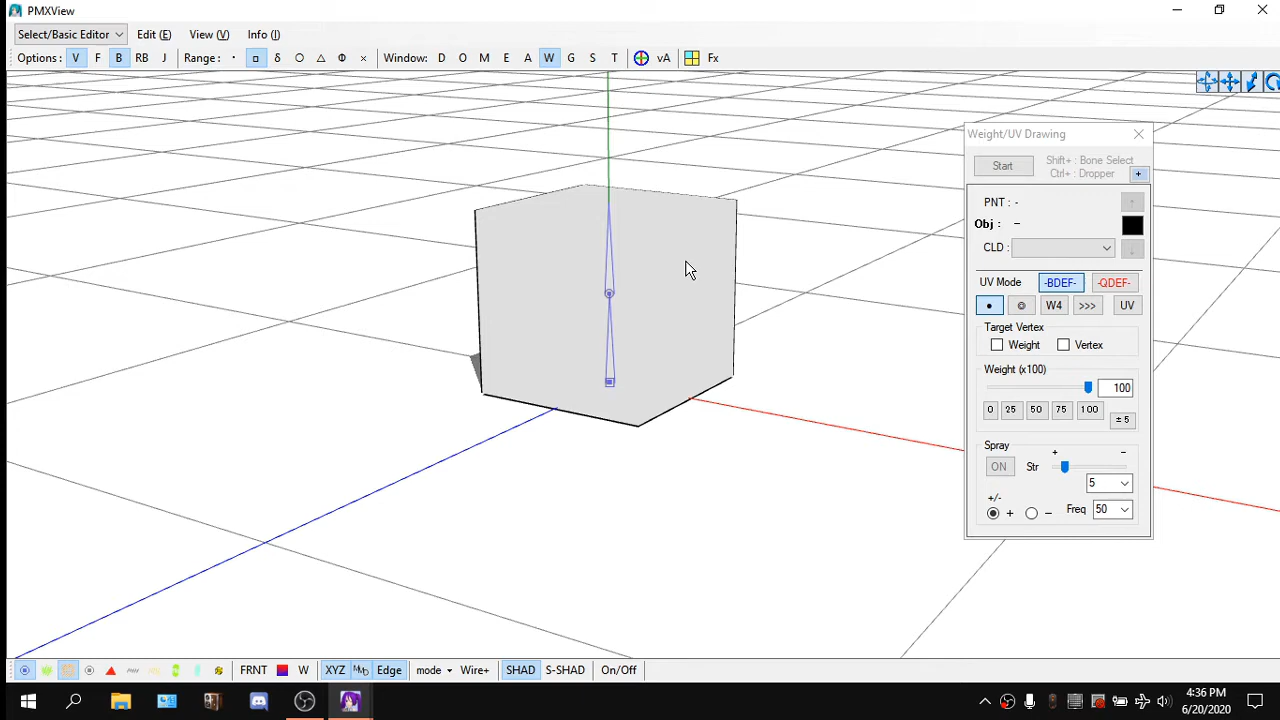 PMXView
Select/Basic Editor Edit (E) View (V) Info (I)
Options: V F B RB J Range: Window: O M E A W G S T vA Fx
Weight/UV Drawing
Start Shift+ : Bone Select
Ctrl+ : Dropper +
PNT : -
Obj : -
CLD :
UV Mode -BDEF- -QDEF-
W4 >>> UV
Target Vertex
Weight Vertex
Weight (x100)
100
0 25 50 75 100 ± 5
Spray + −
ON Str
5
+/-
+ − Freq 50
FRNT W XYZ Edge mode Wire+ SHAD S-SHAD On/Off
4:36 PM
6/20/2020